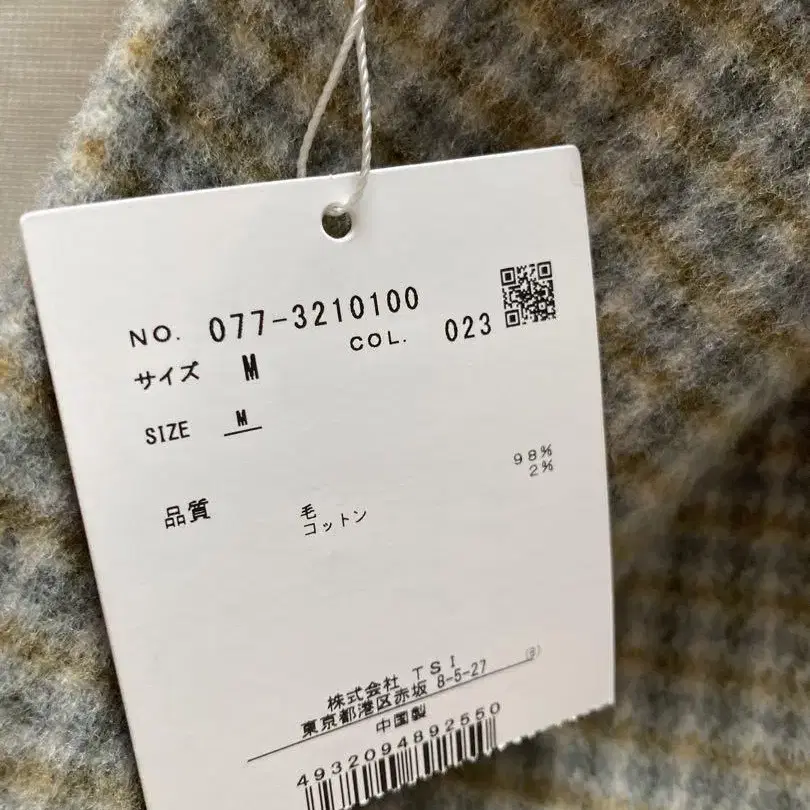 NO. 077-3210100
COL. 023
サイズ M
SIZE M
品質
毛 98%
コットン 2%
株式会社 TSI
東京都港区赤坂 8-5-27
中国製
4932094892550